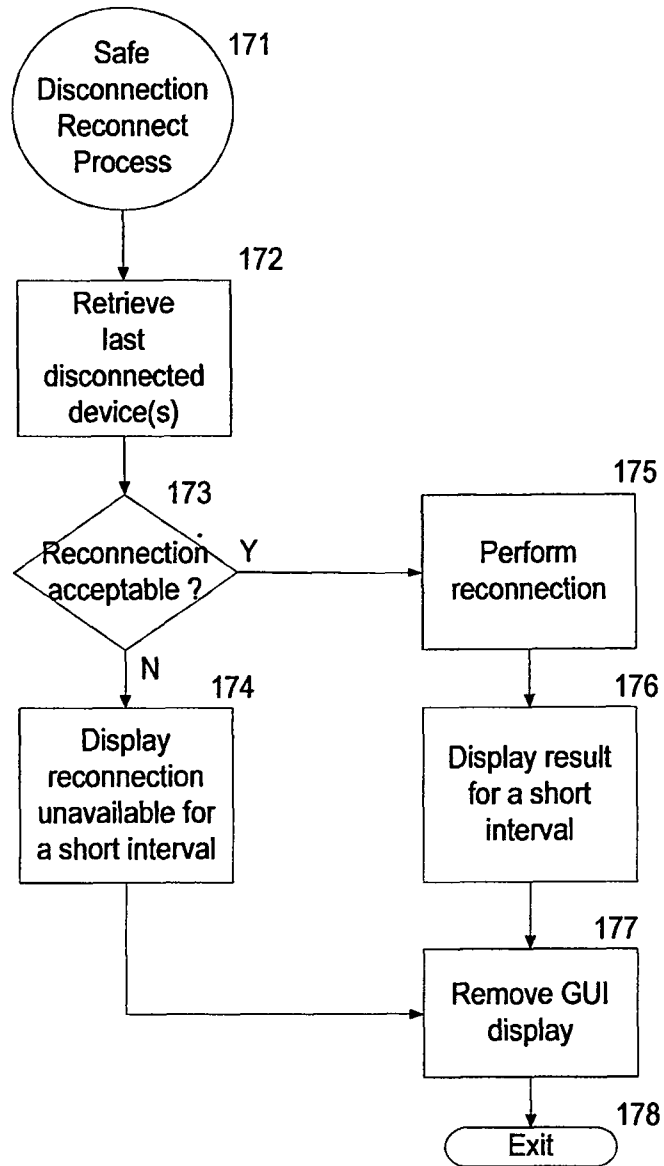 171
Safe
Disconnection
Reconnect
Process
172
Retrieve
last
disconnected
device(s)
173
Reconnection
acceptable ?
Y
N
175
Perform
reconnection
174
Display
reconnection
unavailable for
a short interval
176
Display result
for a short
interval
177
Remove GUI
display
178
Exit